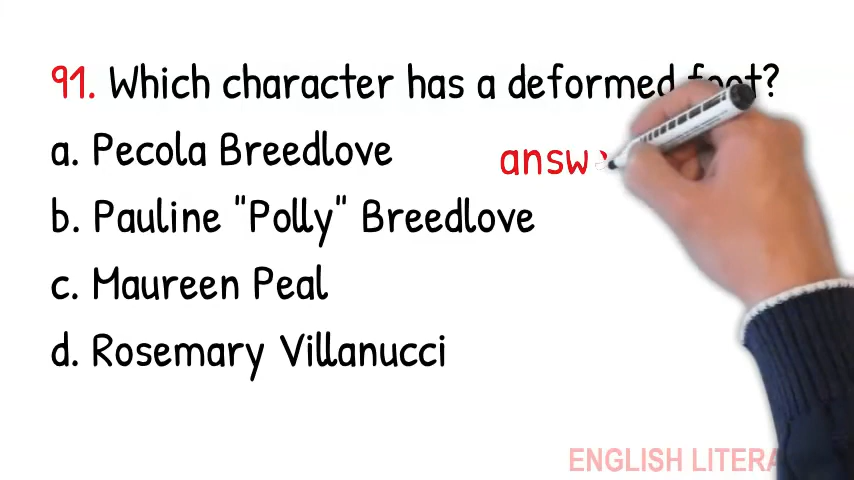 91. Which character has a deformed foot?
a. Pecola Breedlove
answ
b. Pauline "Polly" Breedlove
c. Maureen Peal
d. Rosemary Villanucci
ENGLISH LITERA